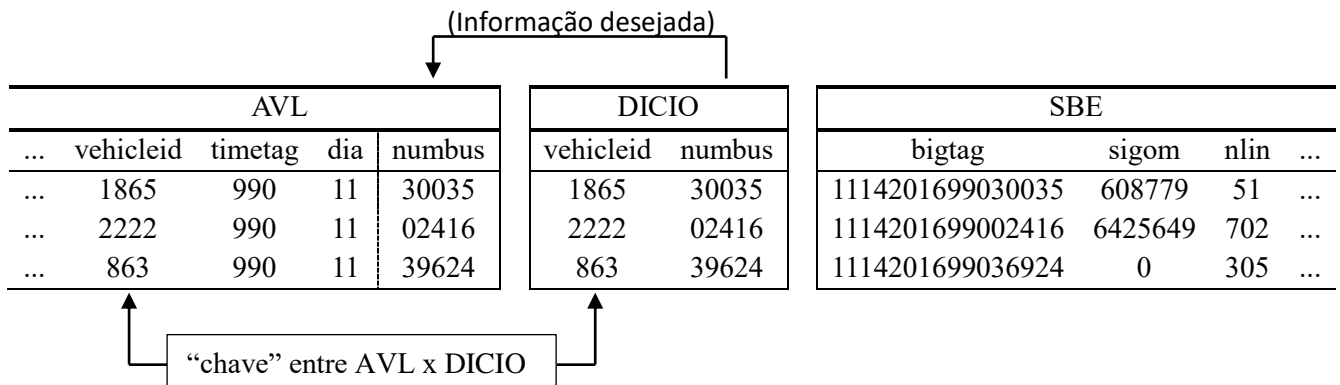 (Informação desejada)
AVL DICIO SBE
... vehicleid timetag dia numbus vehicleid numbus bigtag sigom nlin ...
... 1865 990 11 30035 1865 30035 1114201699030035 608779 51 ...
... 2222 990 11 02416 2222 02416 1114201699002416 6425649 702 ...
... 863 990 11 39624 863 39624 1114201699036924 0 305 ...
“chave” entre AVL x DICIO